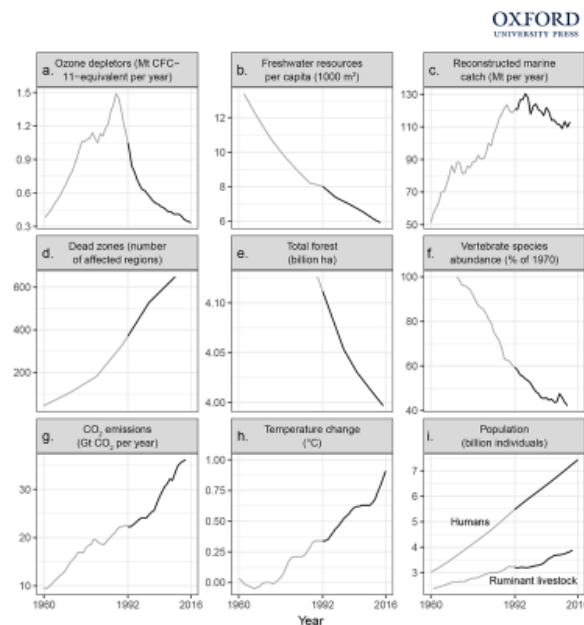 OXFORD
UNIVERSITY PRESS
a. Ozone depletors (Mt CFC−
11−equivalent per year)
1.5
1.2
0.9
0.6
0.3
b. Freshwater resources
per capita (1000 m³)
12
10
8
6
c. Reconstructed marine
catch (Mt per year)
130
110
90
70
50
d. Dead zones (number
of affected regions)
600
400
200
e. Total forest
(billion ha)
4.10
4.05
4.00
f. Vertebrate species
abundance (% of 1970)
100
80
60
40
g. CO₂ emissions
(Gt CO₂ per year)
30
20
10
1960 1992 2016
h. Temperature change
(°C)
1.00
0.75
0.50
0.25
0.00
1960 1992 2016
i. Population
(billion individuals)
7
6
5
4
3
Humans
Ruminant livestock
1960 1992 2016
Year